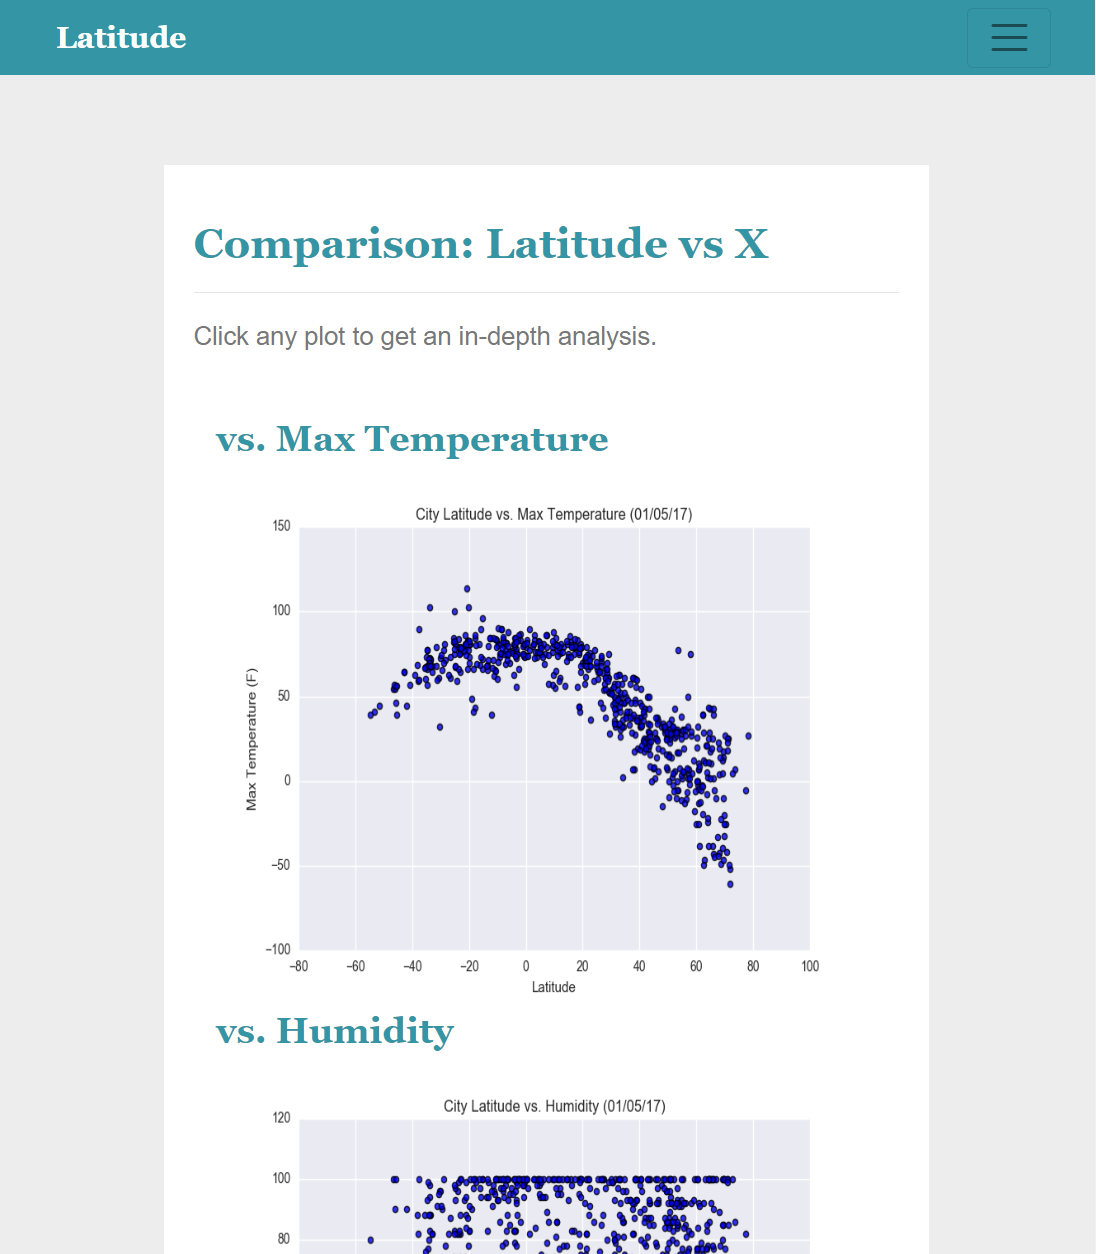 Latitude
Comparison: Latitude vs X
Click any plot to get an in-depth analysis.
vs. Max Temperature
City Latitude vs. Max Temperature (01/05/17)
150
100
50
0
−50
−100
Max Temperature (F)
−80 −60 −40 −20 0 20 40 60 80 100
Latitude
vs. Humidity
City Latitude vs. Humidity (01/05/17)
120
100
80